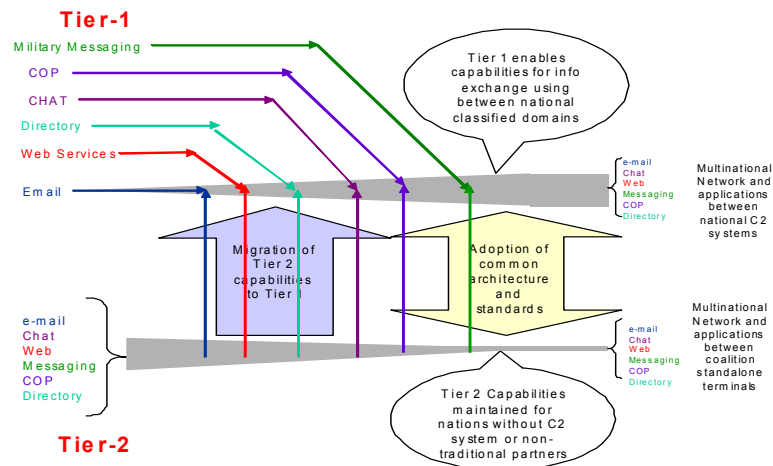 Tier-1
Military Messaging
COP
CHAT
Directory
Web Services
Email
Tier 1 enables
capabilities for info
exchange using
between national
classified domains
e-mail
Chat
Web
Messaging
COP
Directory
Multinational
Network and
applications
between
national C2
systems
Migration of
Tier 2
capabilities
to Tier 1
Adoption of
common
architecture
and
standards
e-mail
Chat
Web
Messaging
COP
Directory
e-mail
Chat
Web
Messaging
COP
Directory
Multinational
Network and
applications
between
coalition
standalone
terminals
Tier 2 Capabilities
maintained for
nations without C2
system or non-
traditional partners
Tier-2